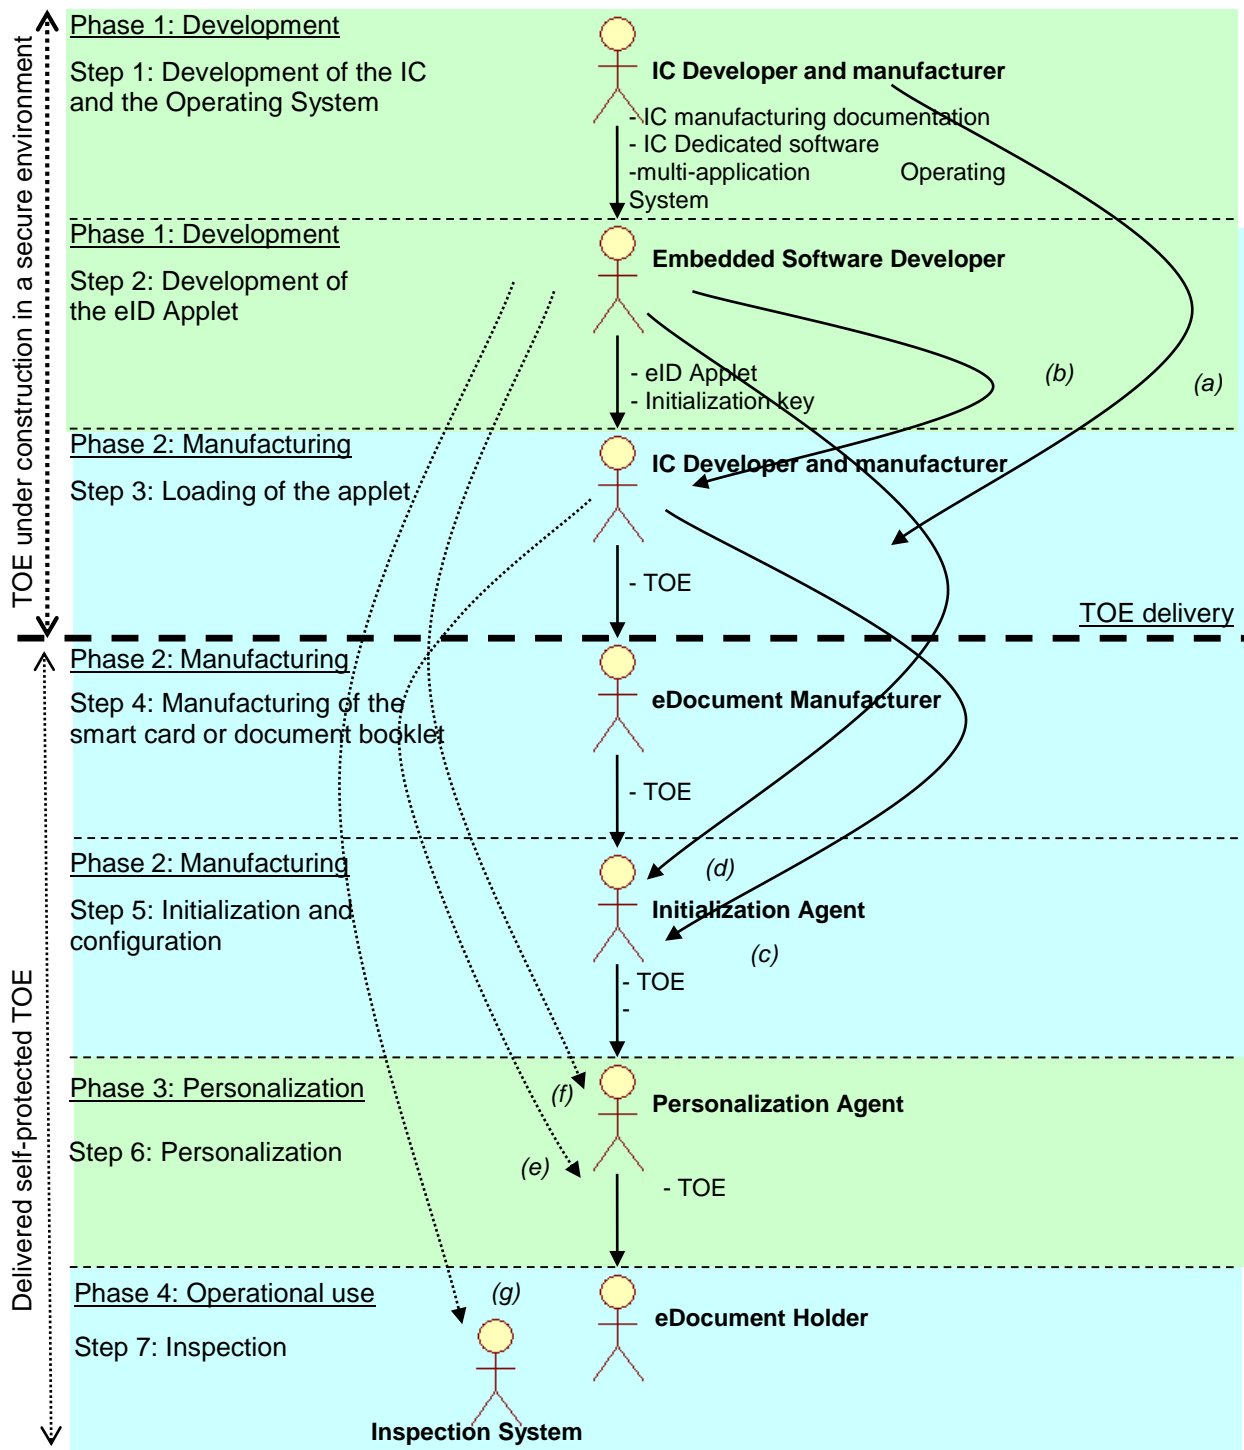 Phase 1: Development
Step 1: Development of the IC
and the Operating System
IC Developer and manufacturer
- IC manufacturing documentation
- IC Dedicated software
-multi-application Operating
System
Phase 1: Development
Step 2: Development of
the eID Applet
Embedded Software Developer
- eID Applet
- Initialization key
(b)
(a)
TOE under construction in a secure environment
Phase 2: Manufacturing
Step 3: Loading of the applet
IC Developer and manufacturer
- TOE
TOE delivery
Phase 2: Manufacturing
Step 4: Manufacturing of the
smart card or document booklet
eDocument Manufacturer
- TOE
Phase 2: Manufacturing
Step 5: Initialization and
configuration
(d)
Initialization Agent
(c)
- TOE
-
Delivered self-protected TOE
Phase 3: Personalization
Step 6: Personalization
(f)
Personalization Agent
(e)
- TOE
Phase 4: Operational use
Step 7: Inspection
(g)
eDocument Holder
Inspection System